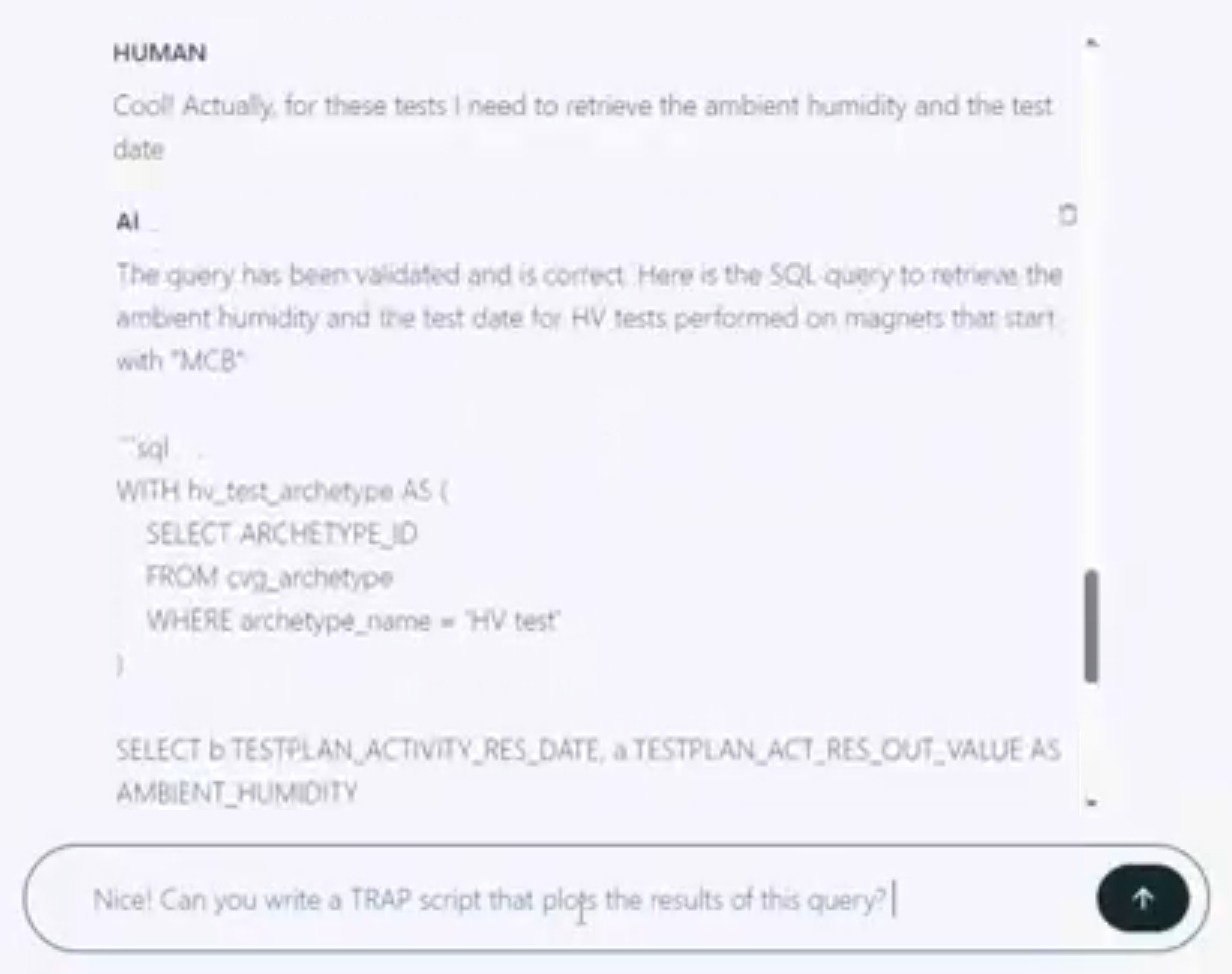 HUMAN
Cool! Actually, for these tests I need to retrieve the ambient humidity and the test
date
AI
The query has been validated and is correct. Here is the SQL query to retrieve the
ambient humidity and the test date for HV tests performed on magnets that start
with "MCB":
```sql
WITH hv_test_archetype AS (
SELECT ARCHETYPE_ID
FROM cvg_archetype
WHERE archetype_name = 'HV test'
)
SELECT b.TESTPLAN_ACTIVITY_RES_DATE, a.TESTPLAN_ACT_RES_OUT_VALUE AS
AMBIENT_HUMIDITY
Nice! Can you write a TRAP script that plots the results of this query?